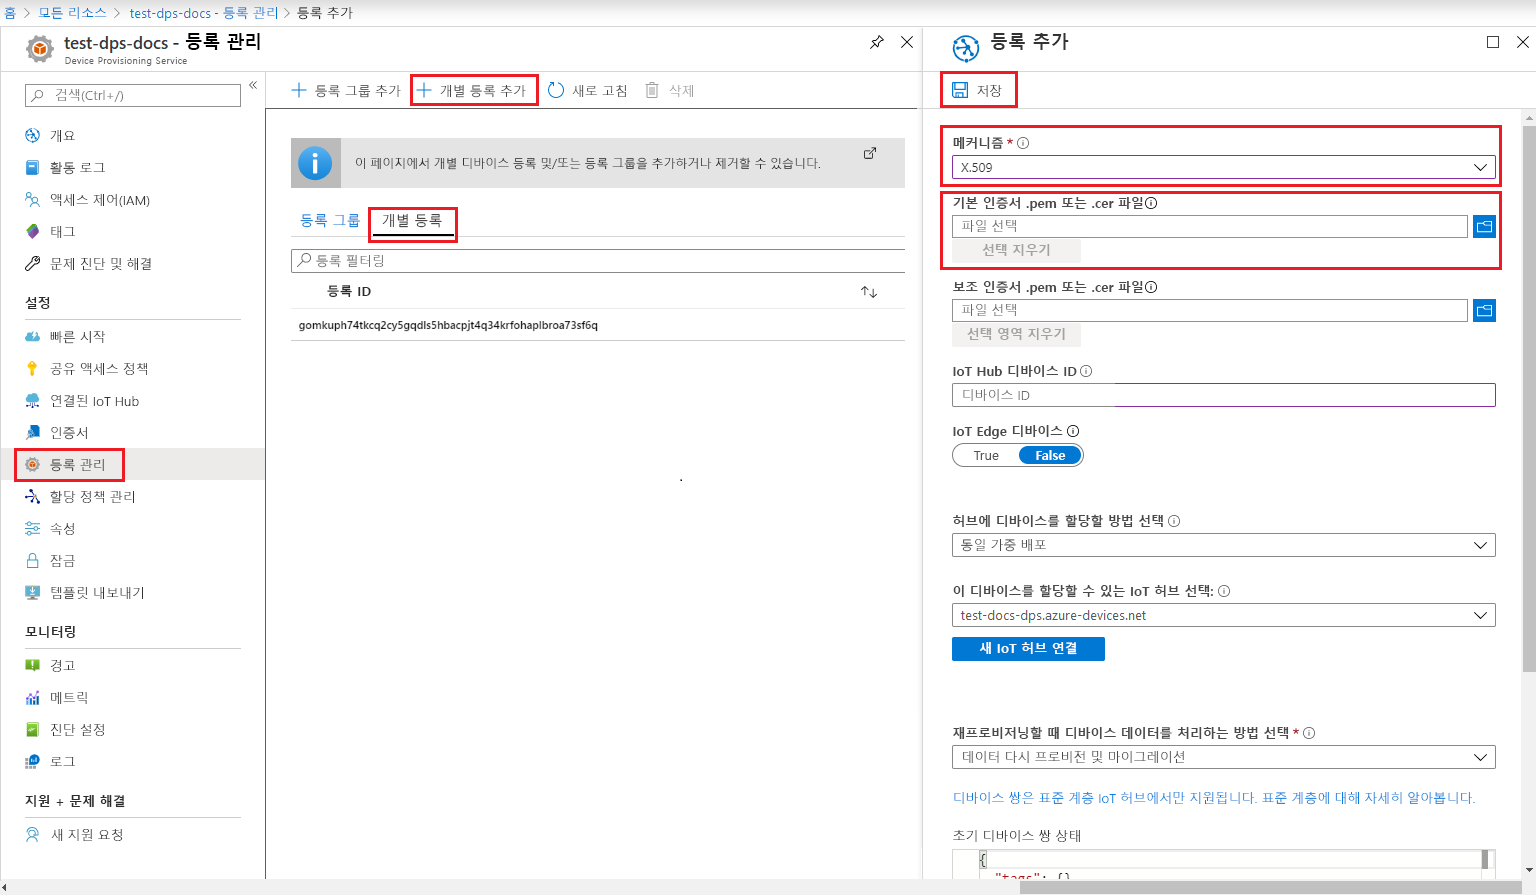 홈 > 모든 리소스 > test-dps-docs - 등록 관리 > 등록 추가
test-dps-docs - 등록 관리
Device Provisioning Service
검색(Ctrl+/)
개요
활동 로그
액세스 제어(IAM)
태그
문제 진단 및 해결
설정
빠른 시작
공유 액세스 정책
연결된 IoT Hub
인증서
등록 관리
할당 정책 관리
속성
잠금
템플릿 내보내기
모니터링
경고
메트릭
진단 설정
로그
지원 + 문제 해결
새 지원 요청
등록 그룹 추가 개별 등록 추가 새로 고침 삭제
이 페이지에서 개별 디바이스 등록 및/또는 등록 그룹을 추가하거나 제거할 수 있습니다.
등록 그룹 개별 등록
등록 필터링
등록 ID
gomkuph74tkcq2cy5gqdls5hbacpjt4q34krfohaplbroa73sf6q
등록 추가
저장
메커니즘 *
X.509
기본 인증서 .pem 또는 .cer 파일
파일 선택
선택 지우기
보조 인증서 .pem 또는 .cer 파일
파일 선택
선택 영역 지우기
IoT Hub 디바이스 ID
디바이스 ID
IoT Edge 디바이스
True False
허브에 디바이스를 할당할 방법 선택
통일 가중 배포
이 디바이스를 할당할 수 있는 IoT 허브 선택:
test-docs-dps.azure-devices.net
새 IoT 허브 연결
재프로비저닝할 때 디바이스 데이터를 처리하는 방법 선택 *
데이터 다시 프로비전 및 마이그레이션
디바이스 쌍은 표준 계층 IoT 허브에서만 지원됩니다. 표준 계층에 대해 자세히 알아봅니다.
초기 디바이스 쌍 상태
{
"tags": {}